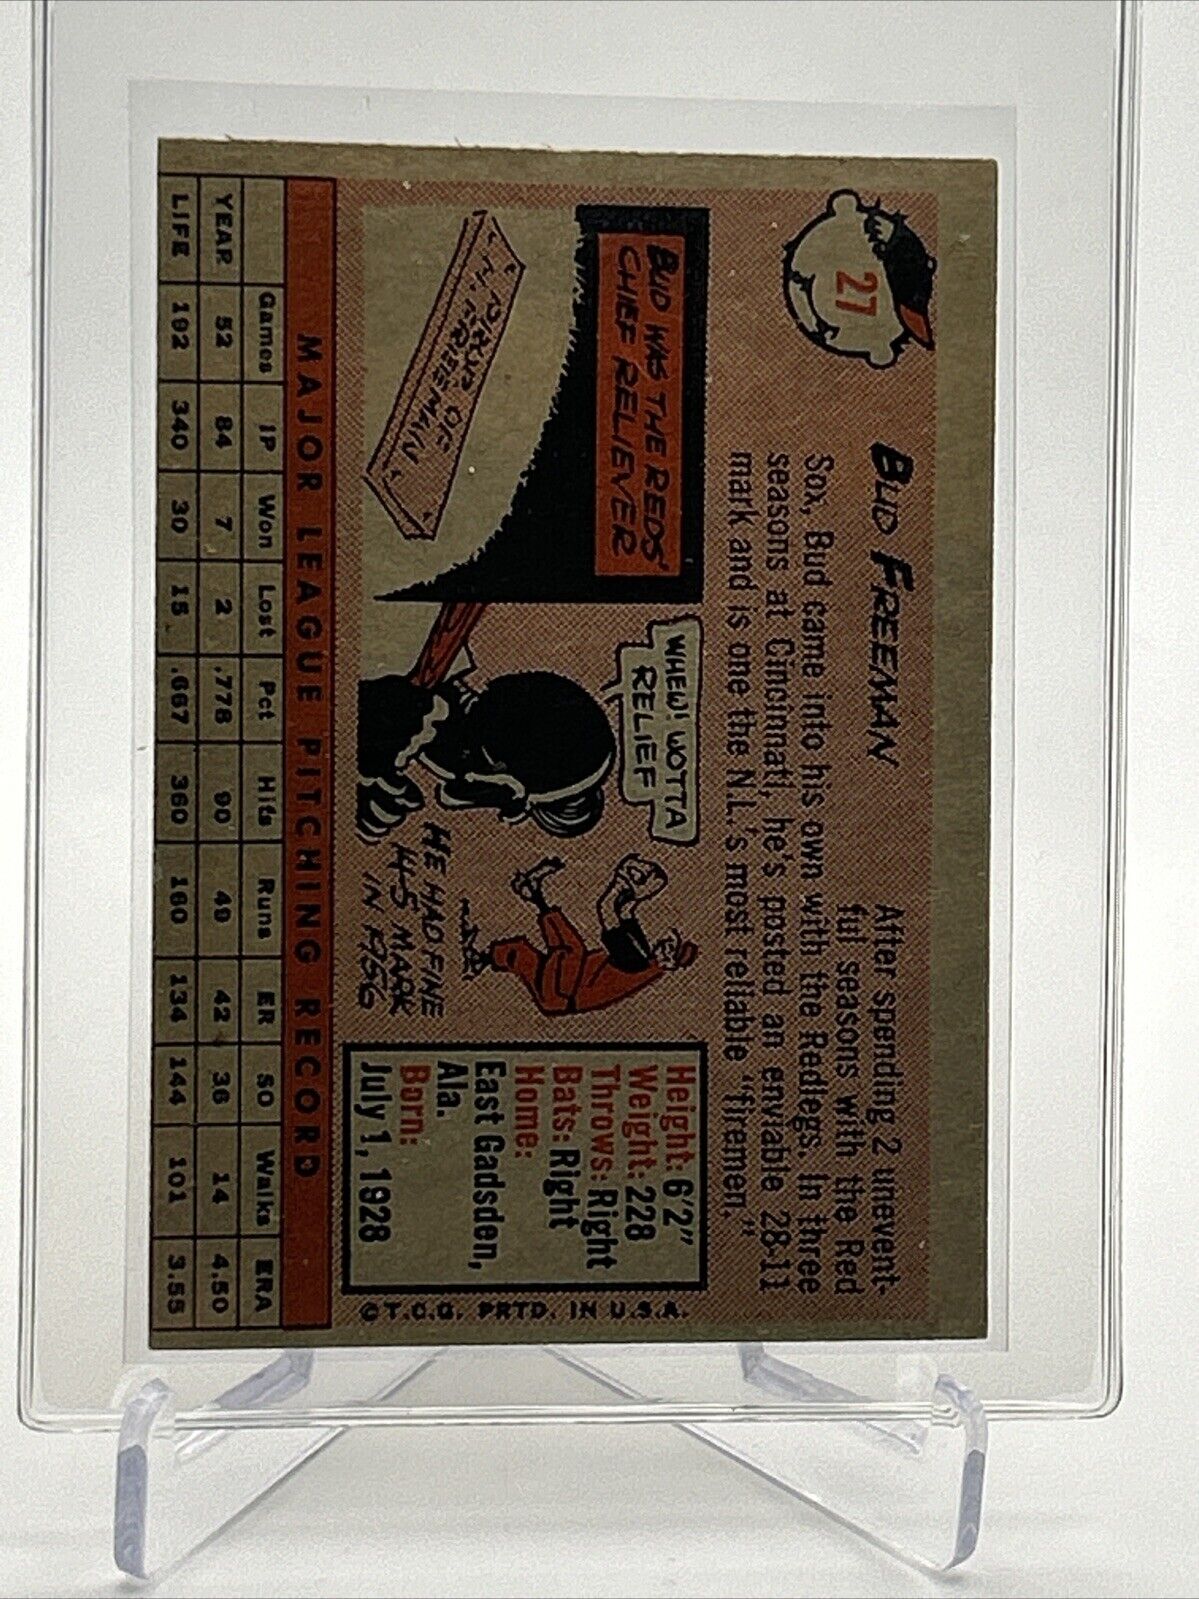 27
BUD FREEMAN
After spending 2 unevent-
ful seasons with the Red
Sox, Bud came into his own with the Redlegs. In three
seasons at Cincinnati, he's posted an enviable 28-11
mark and is one the N.L.'s most reliable "firemen."
BUD WAS THE REDS'
CHIEF RELIEVER
PRXP OF
H. FREEMAN
WHEW! WOTTA
RELIEF
HE HAD FINE
14-5 MARK
IN 1956
Height: 6'2"
Weight: 228
Throws: Right
Bats: Right
Home:
East Gadsden,
Ala.
Born:
July 1, 1928
©T.C.G. PRTD. IN U.S.A.
MAJOR LEAGUE PITCHING RECORD
Games IP Won Lost Pct Hits Runs ER SO Walks ERA
YEAR 52 84 7 2 .778 90 49 42 36 14 4.50
LIFE 182 340 30 15 .667 360 160 134 144 101 3.55